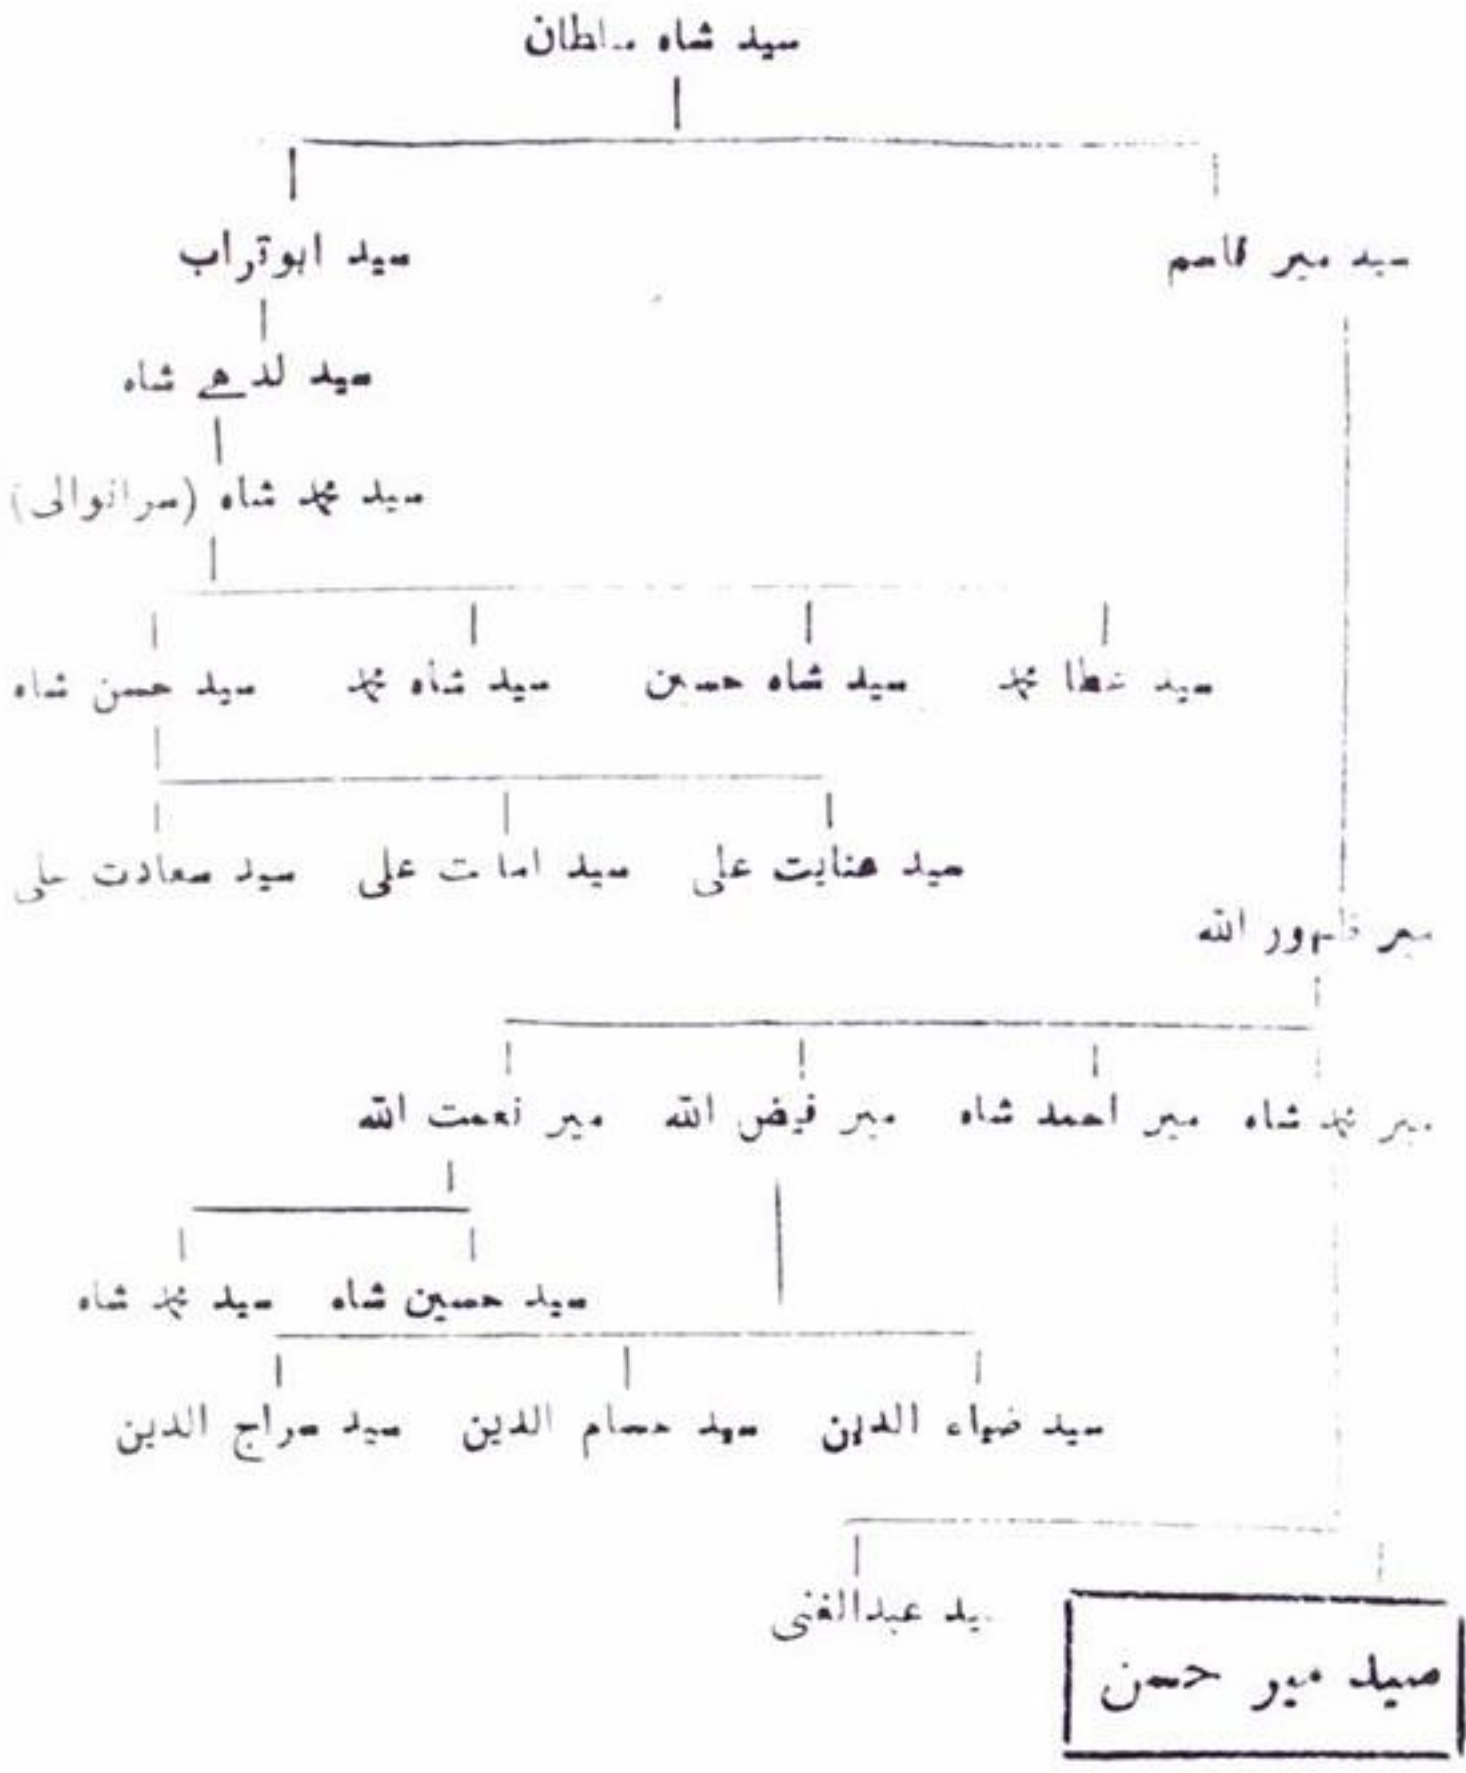 سید شاہ سلطان
سید میر قاسم
سید ابوتراب
سید لدھے شاہ
سید محمد شاہ (سرانوالی)
سید عطا محمد
سید شاہ حسین
سید شاہ محمد
سید حسن شاہ
سید عنایت علی
سید امانت علی
سید سعادت علی
میر ظہور اللہ
میر محمد شاہ
میر احمد شاہ
میر فیض اللہ
میر نعمت اللہ
سید حسین شاہ
سید محمد شاہ
سید ضیاء الدین
سید حسام الدین
سید سراج الدین
سید عبدالغنی
سید میر حسن